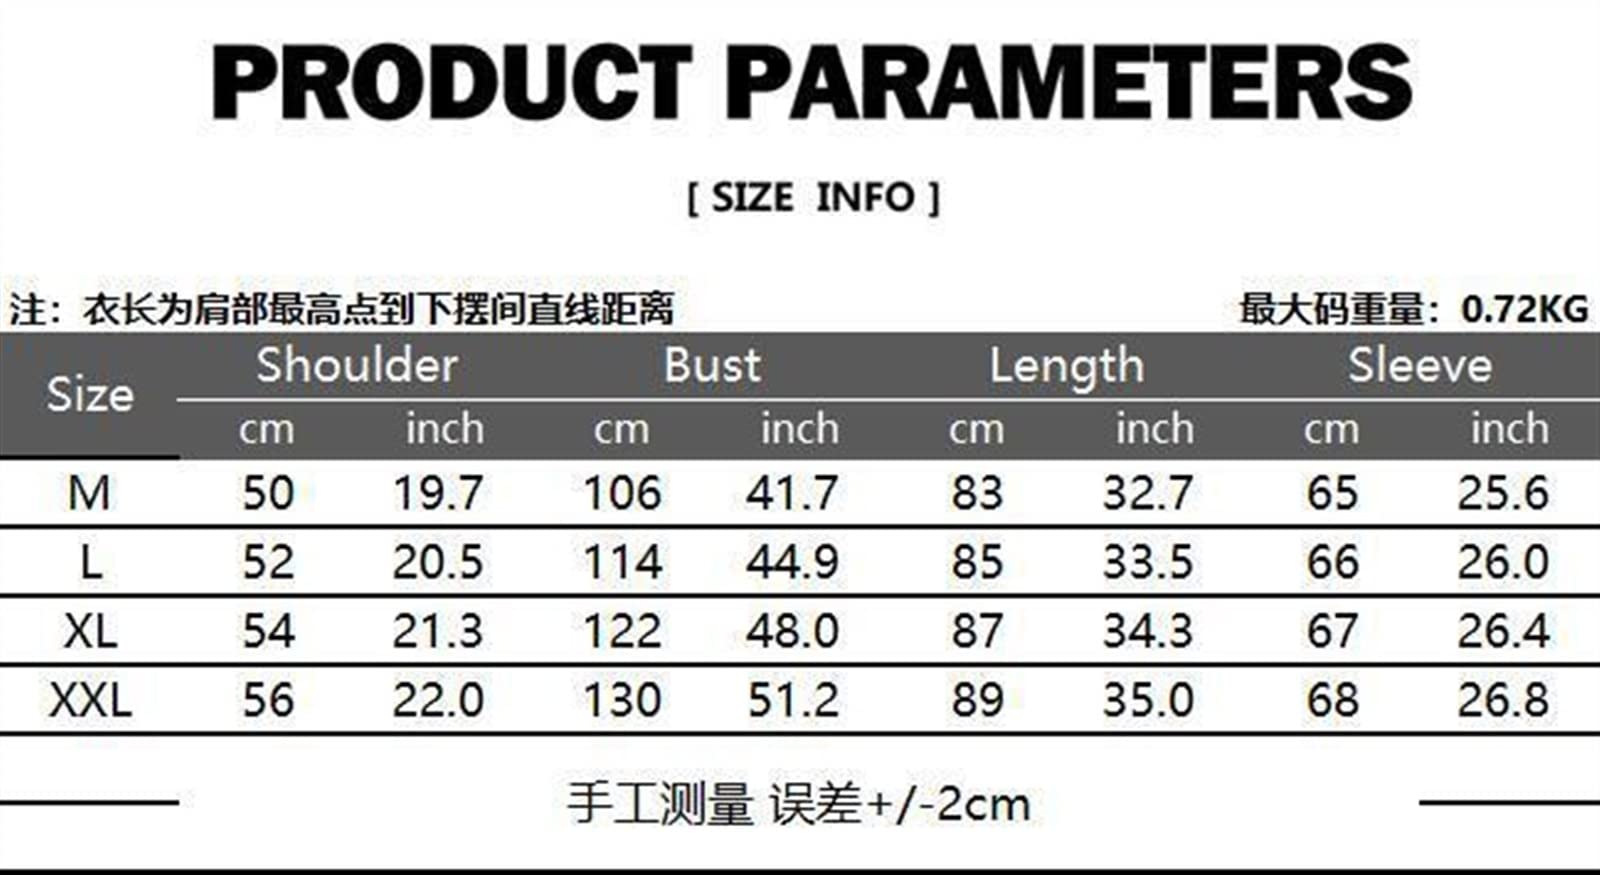 PRODUCT PARAMETERS
[ SIZE INFO ]
注：衣长为肩部最高点到下摆间直线距离 最大码重量：0.72KG
Size Shoulder Bust Length Sleeve
cm inch cm inch cm inch cm inch
M 50 19.7 106 41.7 83 32.7 65 25.6
L 52 20.5 114 44.9 85 33.5 66 26.0
XL 54 21.3 122 48.0 87 34.3 67 26.4
XXL 56 22.0 130 51.2 89 35.0 68 26.8
手工测量 误差+/-2cm